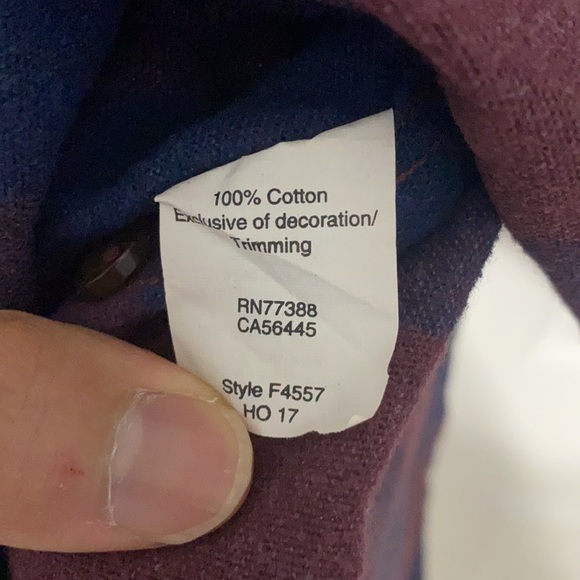 100% Cotton
Exclusive of decoration/
Trimming
RN77388
CA56445
Style F4557
HO 17